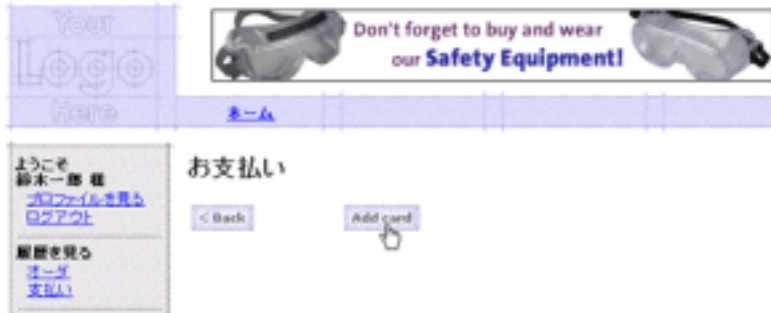 Your
Logo
Here
Don't forget to buy and wear
our Safety Equipment!
ホーム
ようこそ
鈴木一郎 様
プロファイルを見る
ログアウト
履歴を見る
オーダ
支払い
お支払い
< Back
Add card